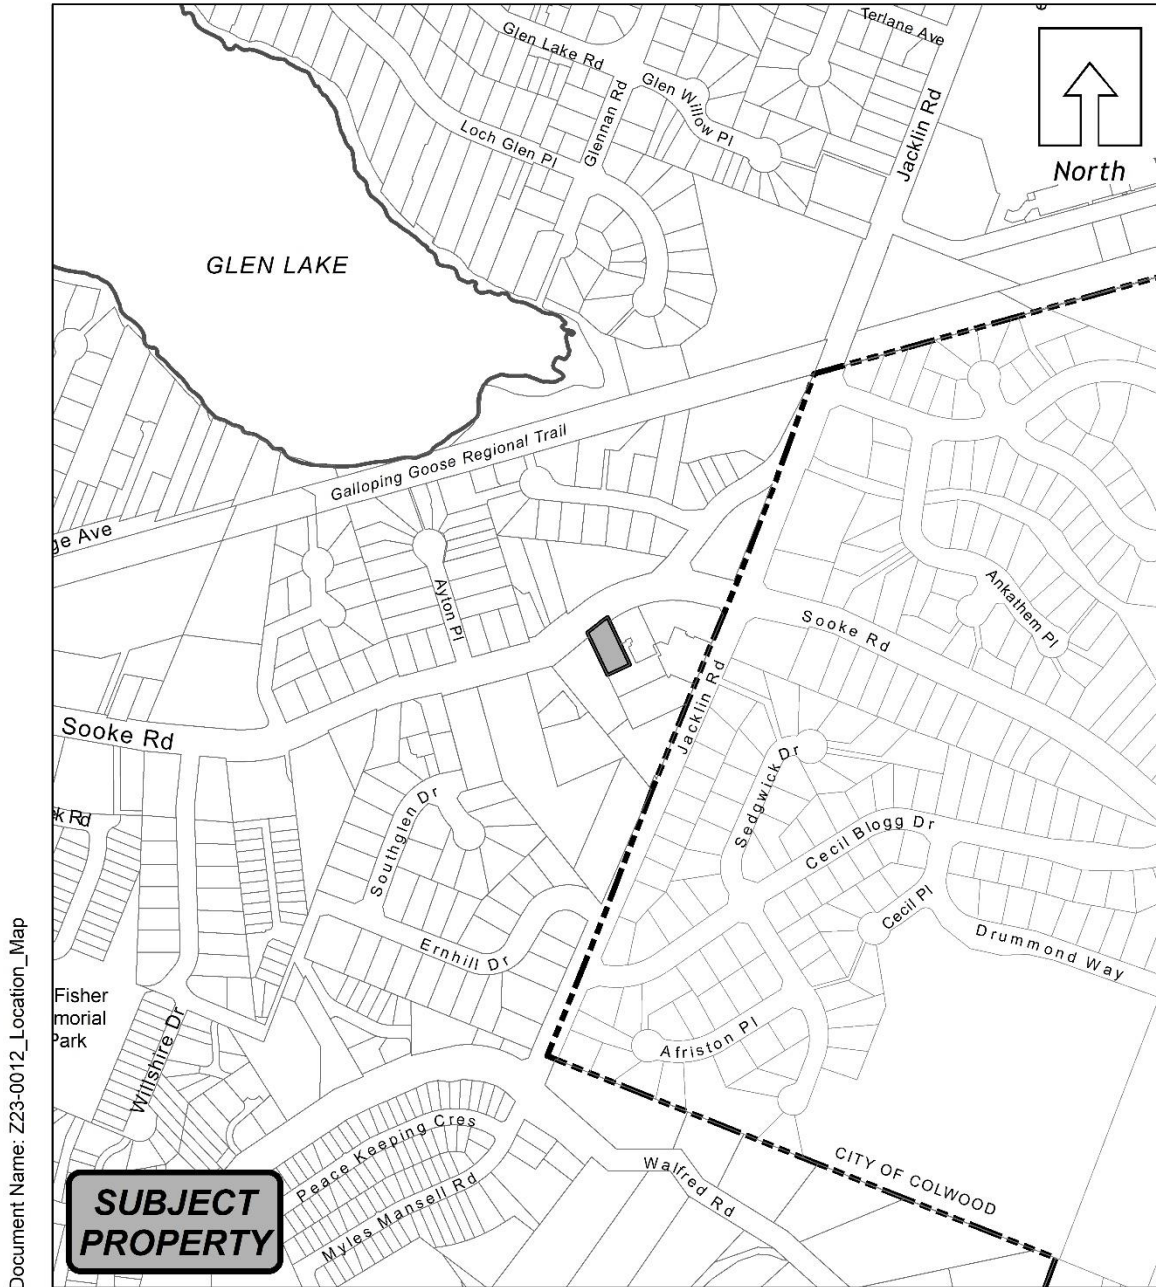 Terlane Ave
Glen Lake Rd
Glen Willow Pl
Glennan Rd
Jacklin Rd
Loch Glen Pl
North
GLEN LAKE
Galloping Goose Regional Trail
ge Ave
Ayton Pl
Ankathem Pl
Sooke Rd
Sooke Rd
Jacklin Rd
Sedgwick Dr
k Rd
Southglen Dr
Cecil Blogg Dr
Cecil Pl
Drummond Way
Ernhill Dr
Fisher
morial
Park
Willshire Dr
Afriston Pl
Peace Keeping Cres
Myles Mansell Rd
Walfred Rd
CITY OF COLWOOD
SUBJECT
PROPERTY
Document Name: Z23-0012_Location_Map